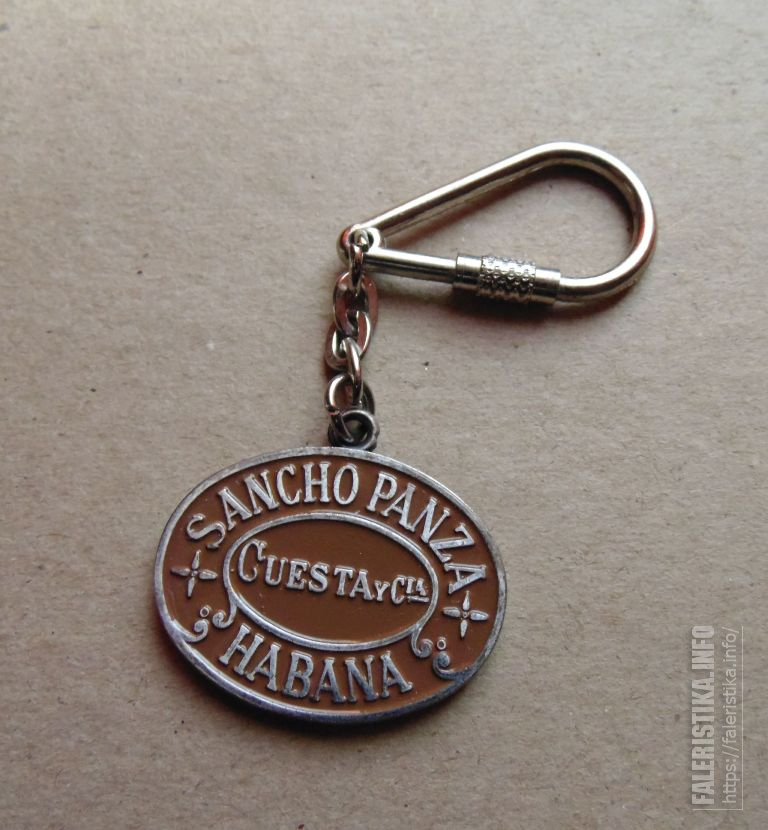 SANCHO PANZA
CUESTA Y CIA
HABANA
FALERISTIKA.INFO
https://faleristika.info/